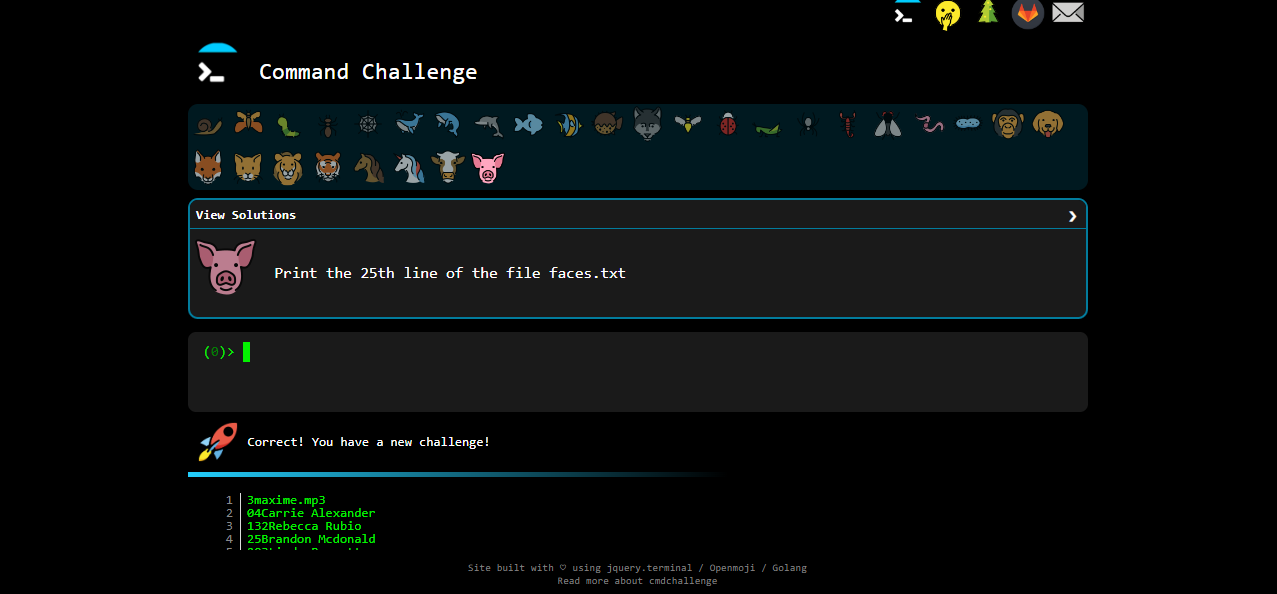 Command Challenge
View Solutions
Print the 25th line of the file faces.txt
(0)>
Correct! You have a new challenge!
1 3maxime.mp3
2 04Carrie Alexander
3 132Rebecca Rubio
4 25Brandon Mcdonald
Site built with ♡ using jquery.terminal / Openmoji / Golang
Read more about cmdchallenge